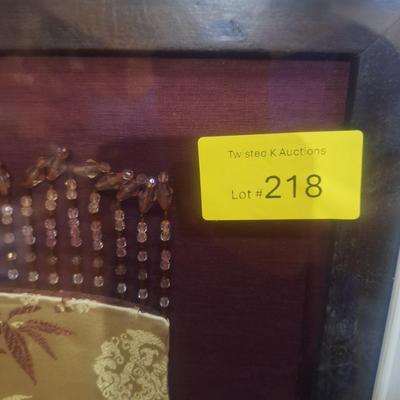 Twisted K Auctions
Lot #218